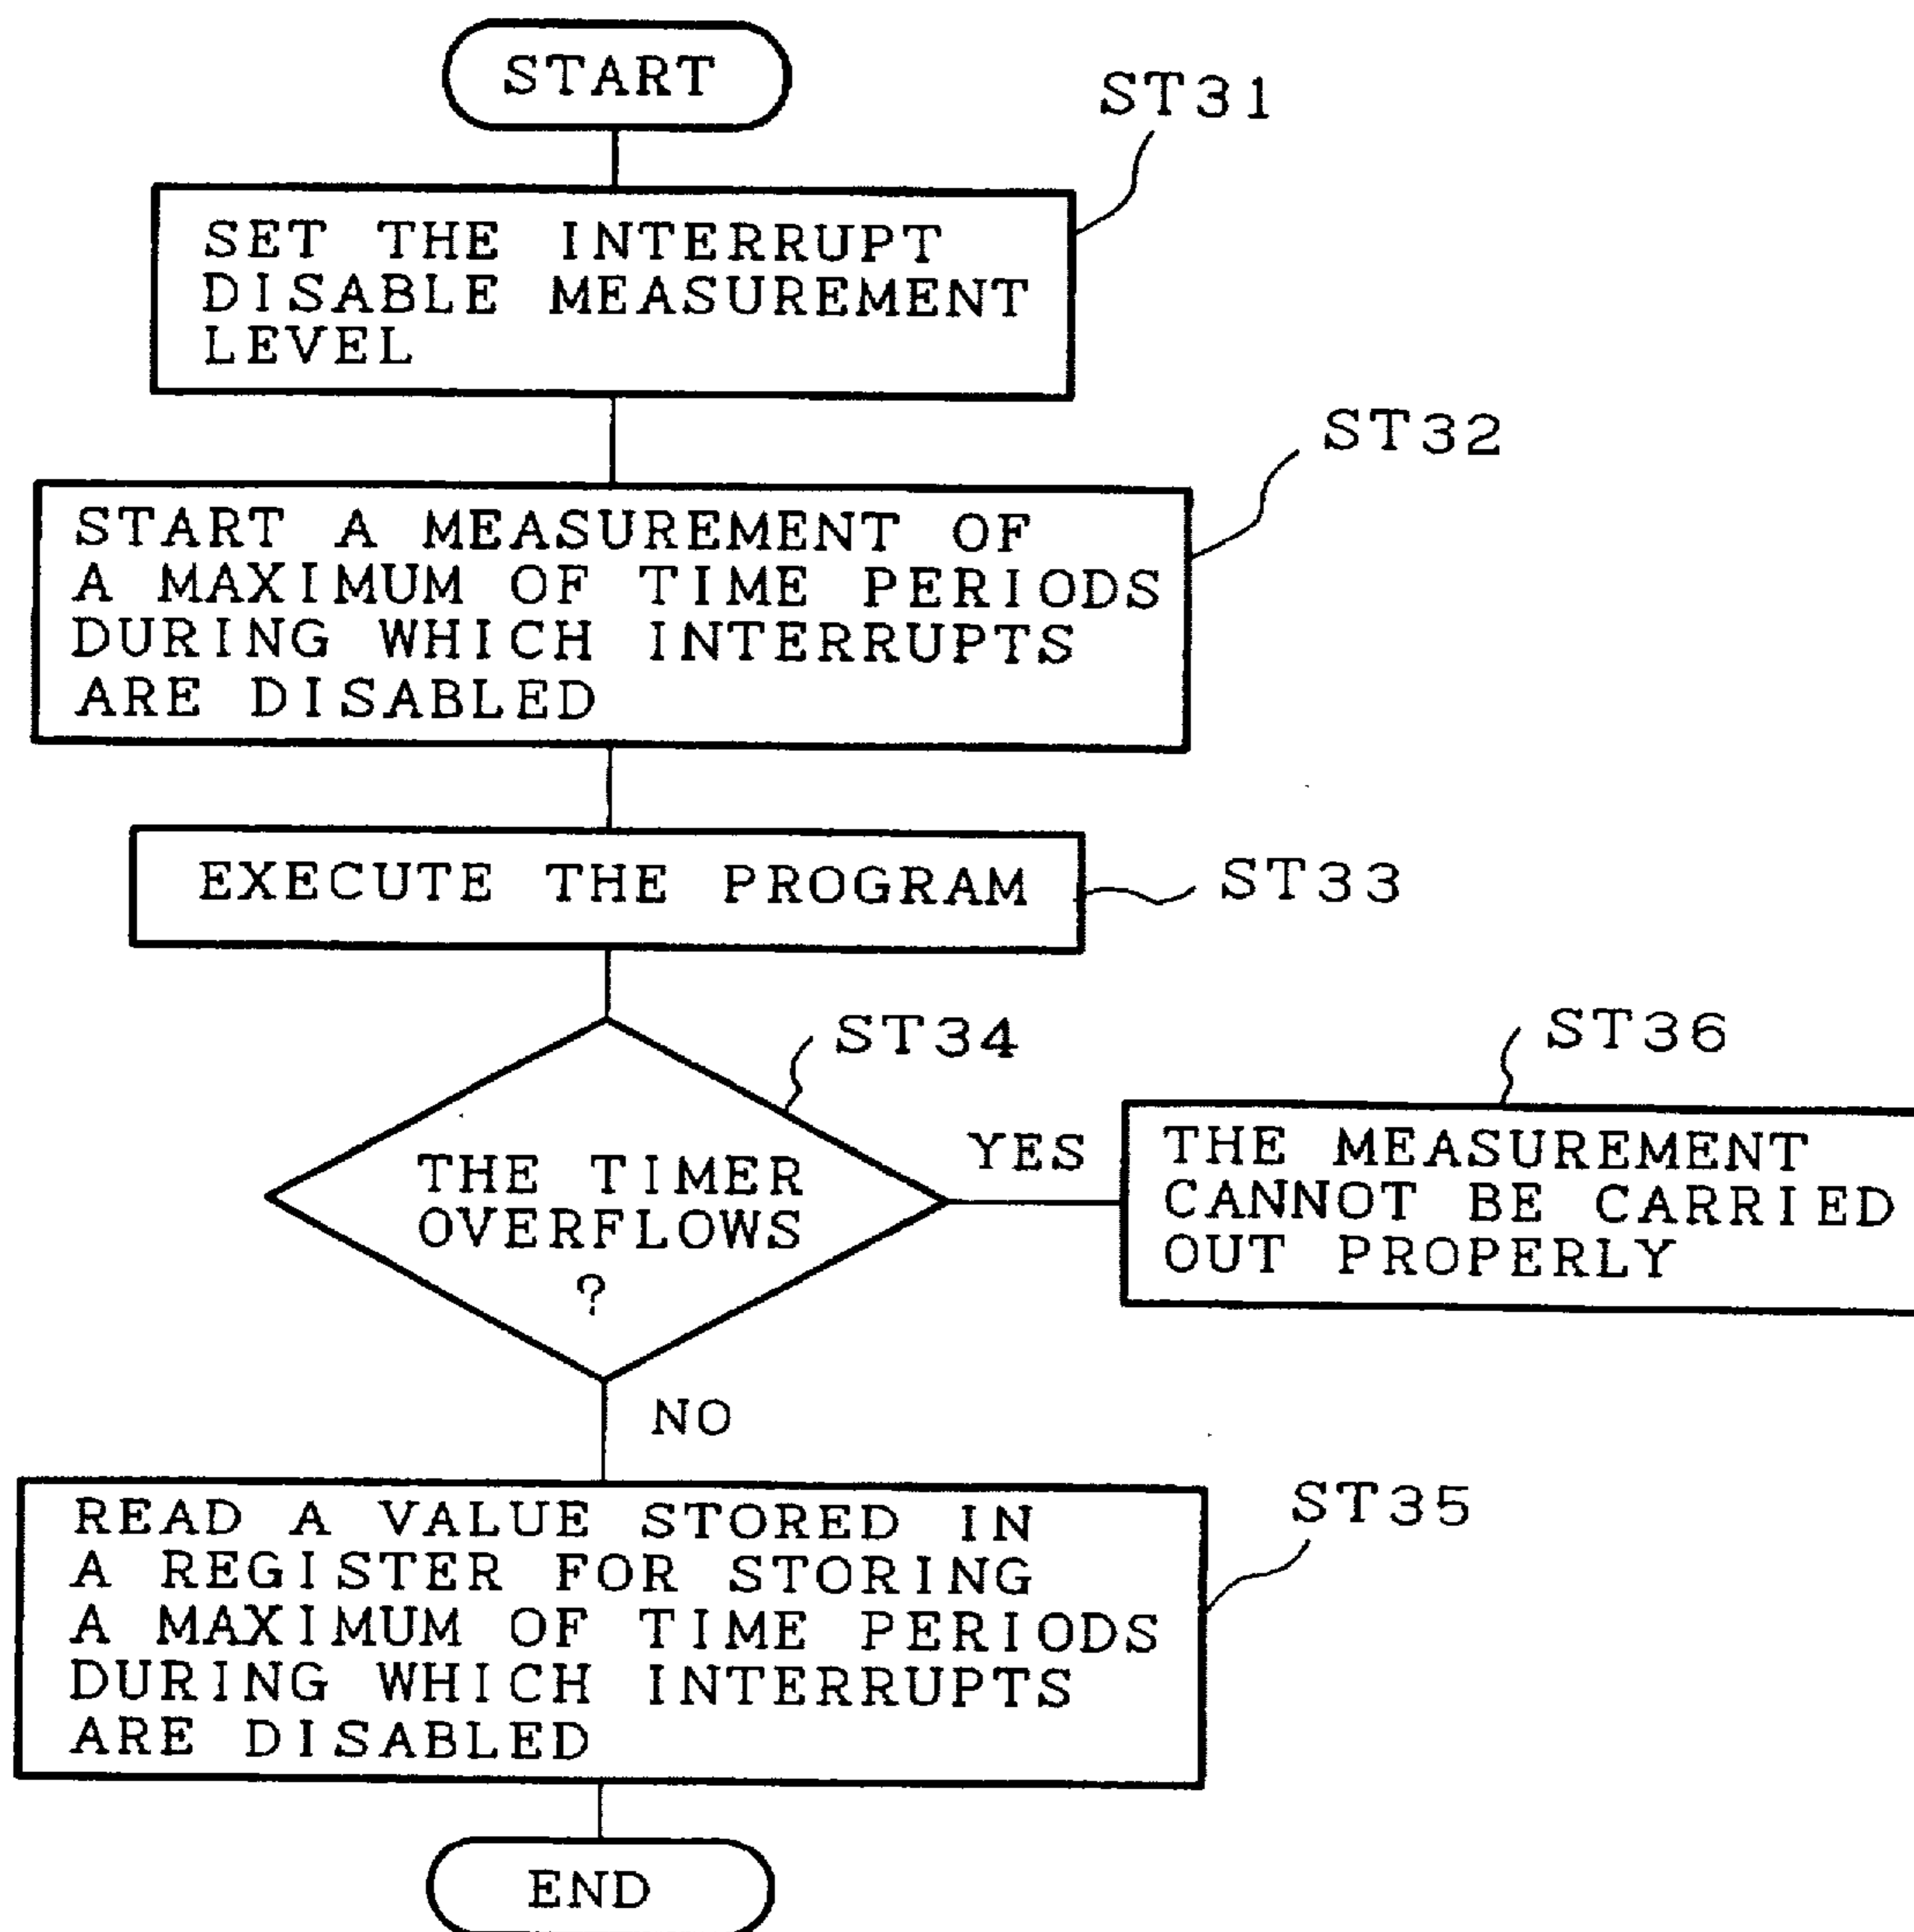 START
ST31
SET THE INTERRUPT
DISABLE MEASUREMENT
LEVEL
ST32
START A MEASUREMENT OF
A MAXIMUM OF TIME PERIODS
DURING WHICH INTERRUPTS
ARE DISABLED
EXECUTE THE PROGRAM
ST33
ST34
THE TIMER
OVERFLOWS
?
YES
ST36
THE MEASUREMENT
CANNOT BE CARRIED
OUT PROPERLY
NO
ST35
READ A VALUE STORED IN
A REGISTER FOR STORING
A MAXIMUM OF TIME PERIODS
DURING WHICH INTERRUPTS
ARE DISABLED
END